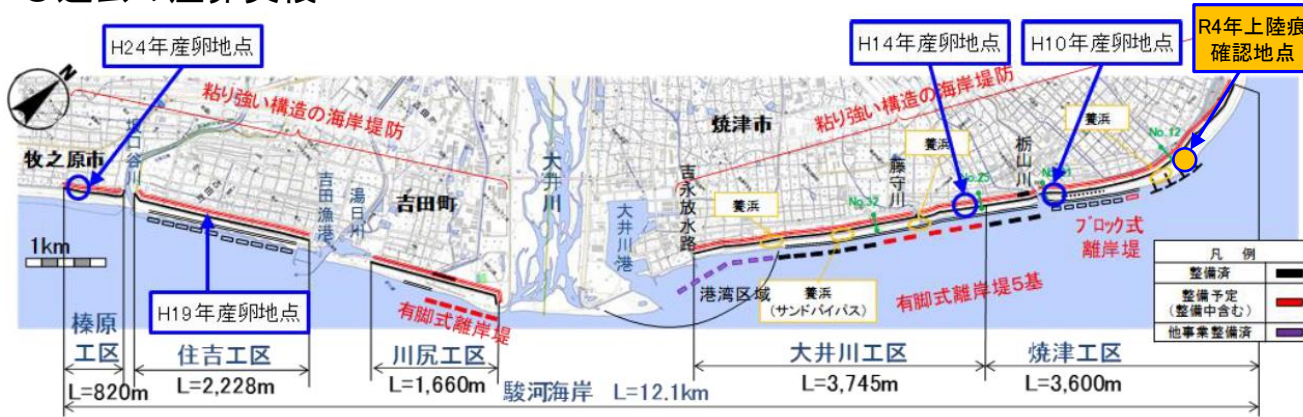 H24年産卵地点
H14年産卵地点
H10年産卵地点
R4年上陸痕
確認地点
N
粘り強い構造の海岸堤防
粘り強い構造の海岸堤防
牧之原市
坂口谷川
吉田漁港
湯日川
吉田町
大井川
大井川港
焼津市
吉永放水路
養浜
No.32
藤守川
養浜
No.25
栃山川
養浜
No.12
1km
H19年産卵地点
有脚式離岸堤
港湾区域
養浜
(サンドバイパス)
有脚式離岸堤5基
ブロック式
離岸堤
凡 例
整備済
整備予定
(整備中含む)
他事業整備済
榛原
工区
住吉工区
川尻工区
大井川工区
焼津工区
L=820m
L=2,228m
L=1,660m
L=3,745m
L=3,600m
駿河海岸 L=12.1km